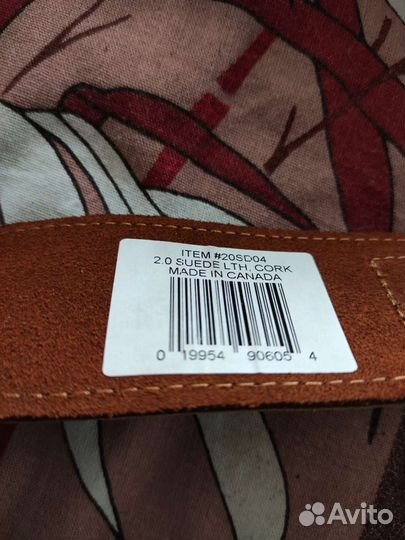 ITEM #20SD04
2.0 SUEDE LTH, CORK
MADE IN CANADA
0 19954 90605 4
Avito